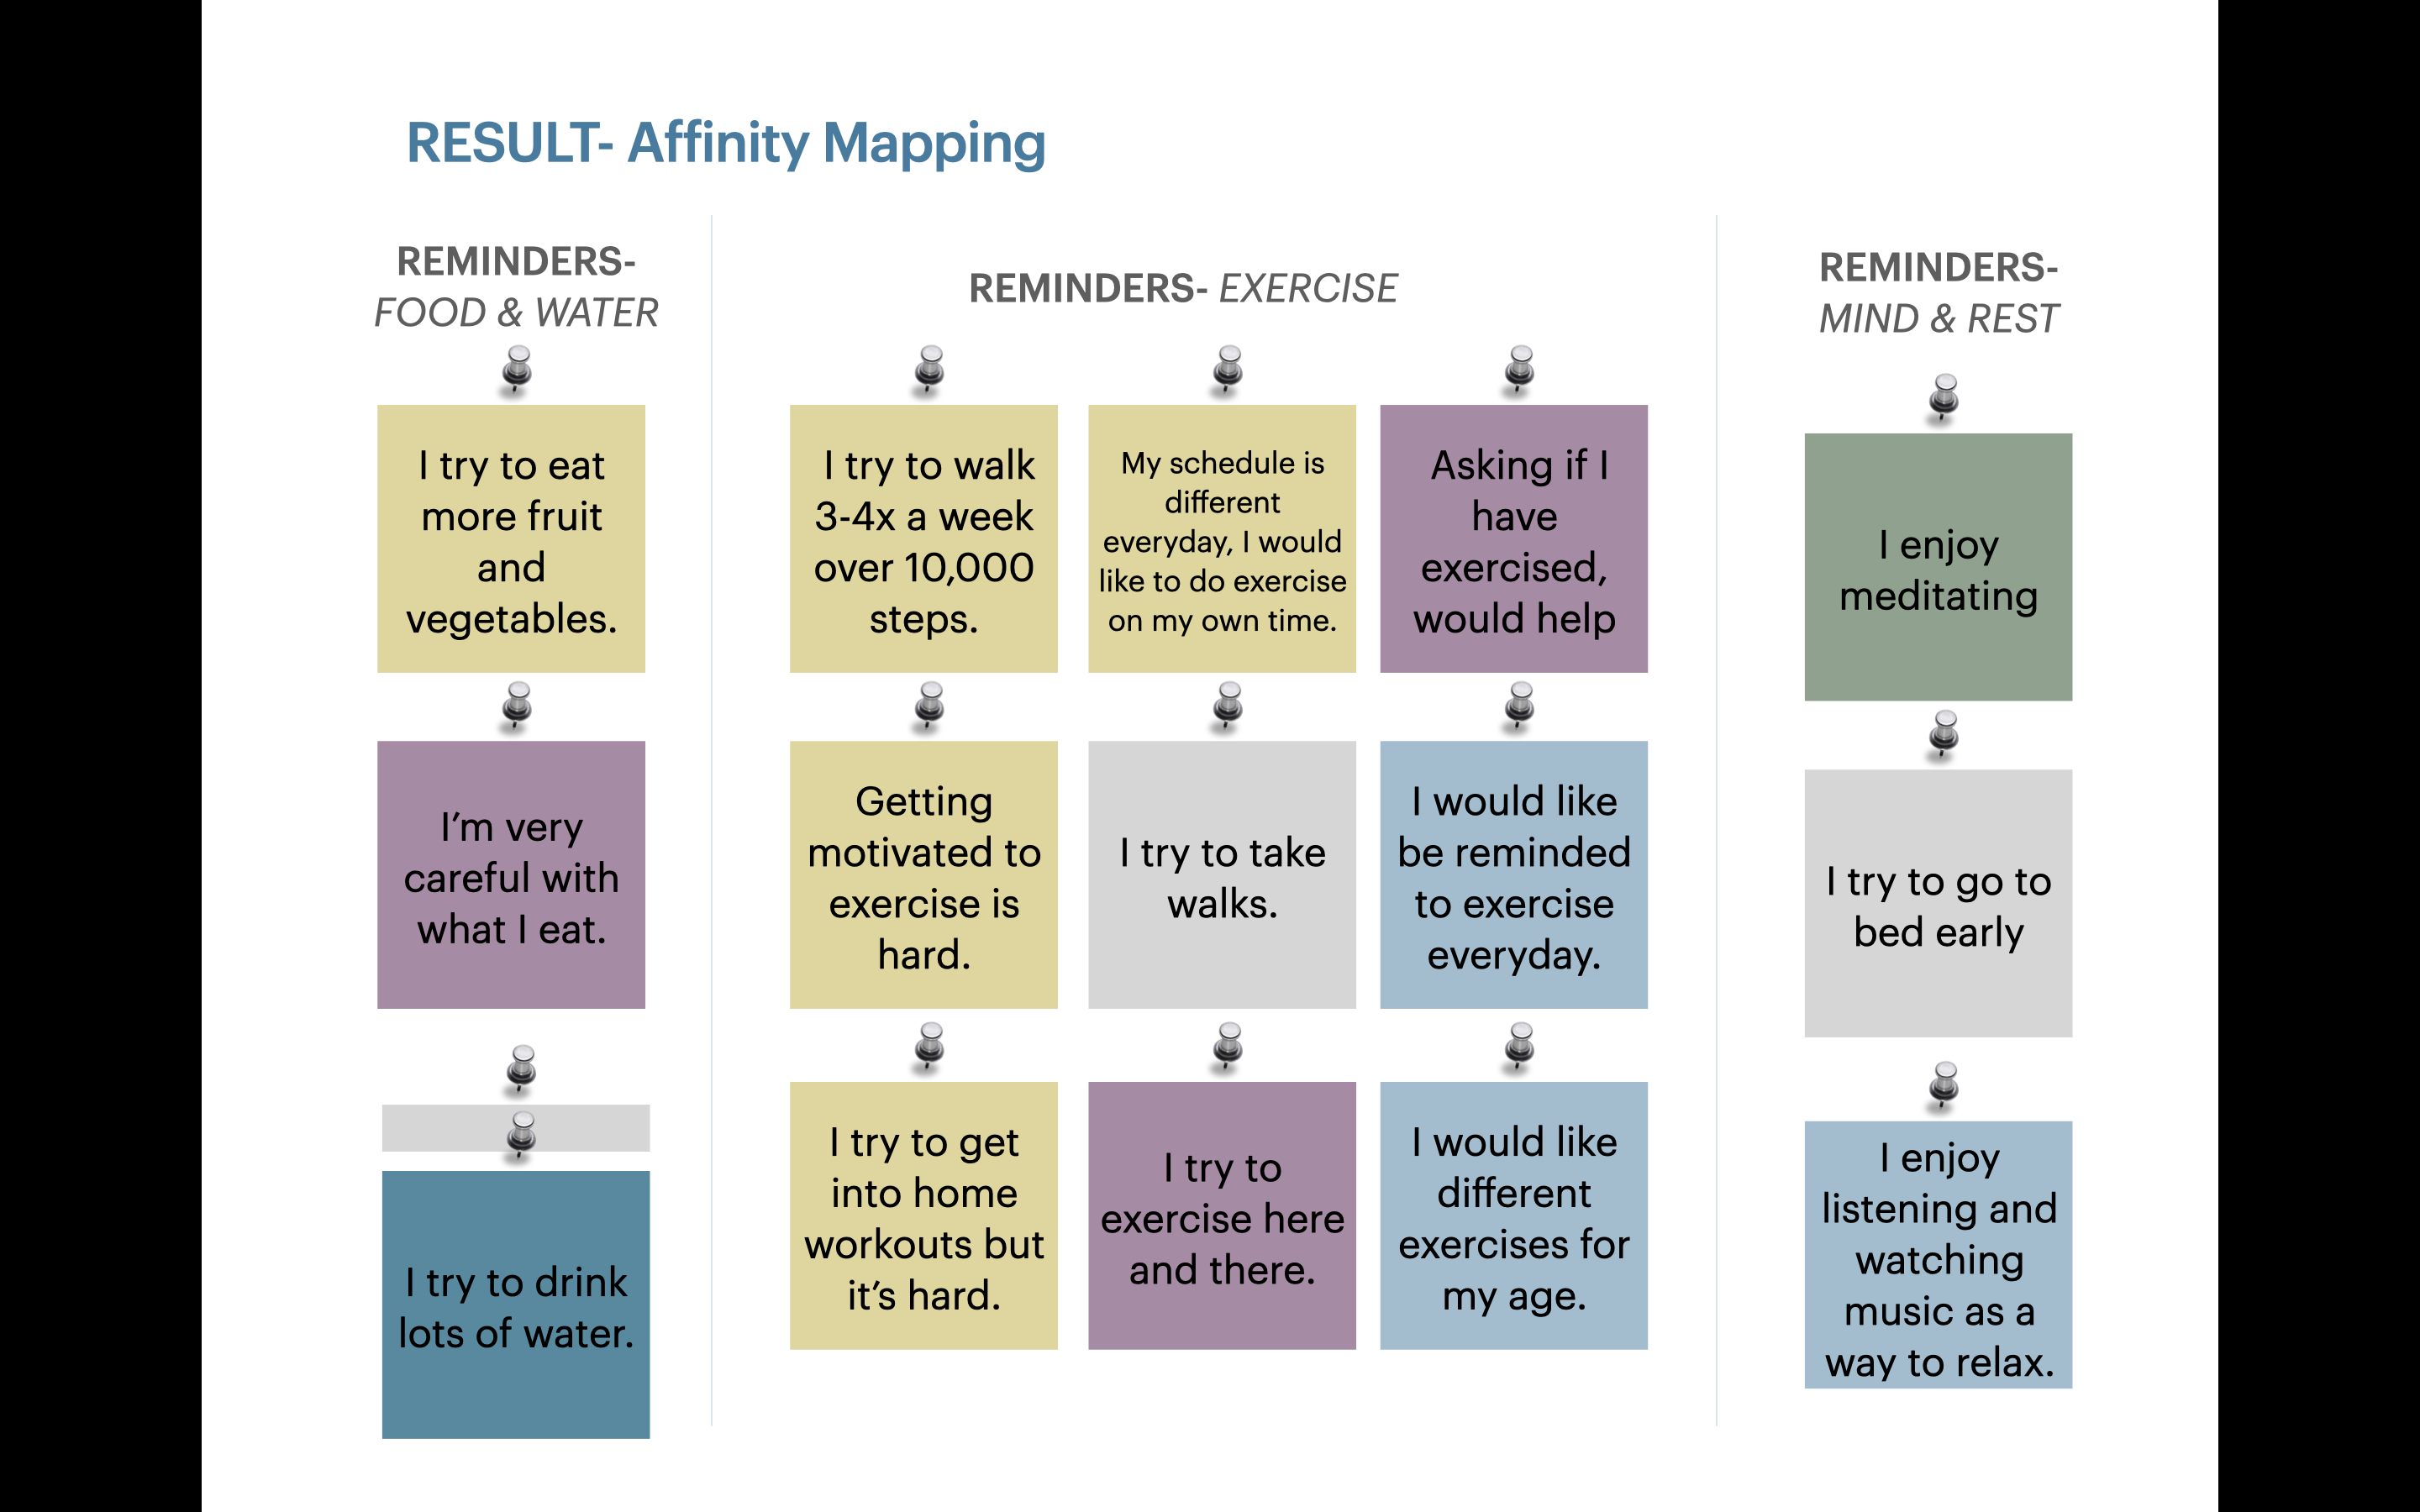 RESULT- Affinity Mapping
REMINDERS-
FOOD & WATER
I try to eat
more fruit
and
vegetables.
I'm very
careful with
what I eat.
I try to drink
lots of water.
REMINDERS- EXERCISE
I try to walk
3-4x a week
over 10,000
steps.
My schedule is
different
everyday, I would
like to do exercise
on my own time.
Asking if I
have
exercised,
would help
Getting
motivated to
exercise is
hard.
I try to take
walks.
I would like
be reminded
to exercise
everyday.
I try to get
into home
workouts but
it's hard.
I try to
exercise here
and there.
I would like
different
exercises for
my age.
REMINDERS-
MIND & REST
I enjoy
meditating
I try to go to
bed early
I enjoy
listening and
watching
music as a
way to relax.